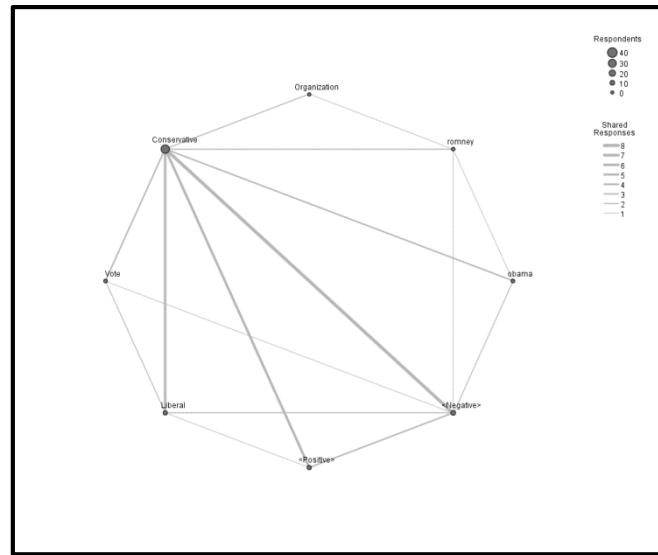 Respondents
40
30
20
10
0
Organization
Conservative
romney
Shared
Responses
8
7
6
5
4
3
2
1
Vote
obama
Liberal
<Negative>
<Positive>